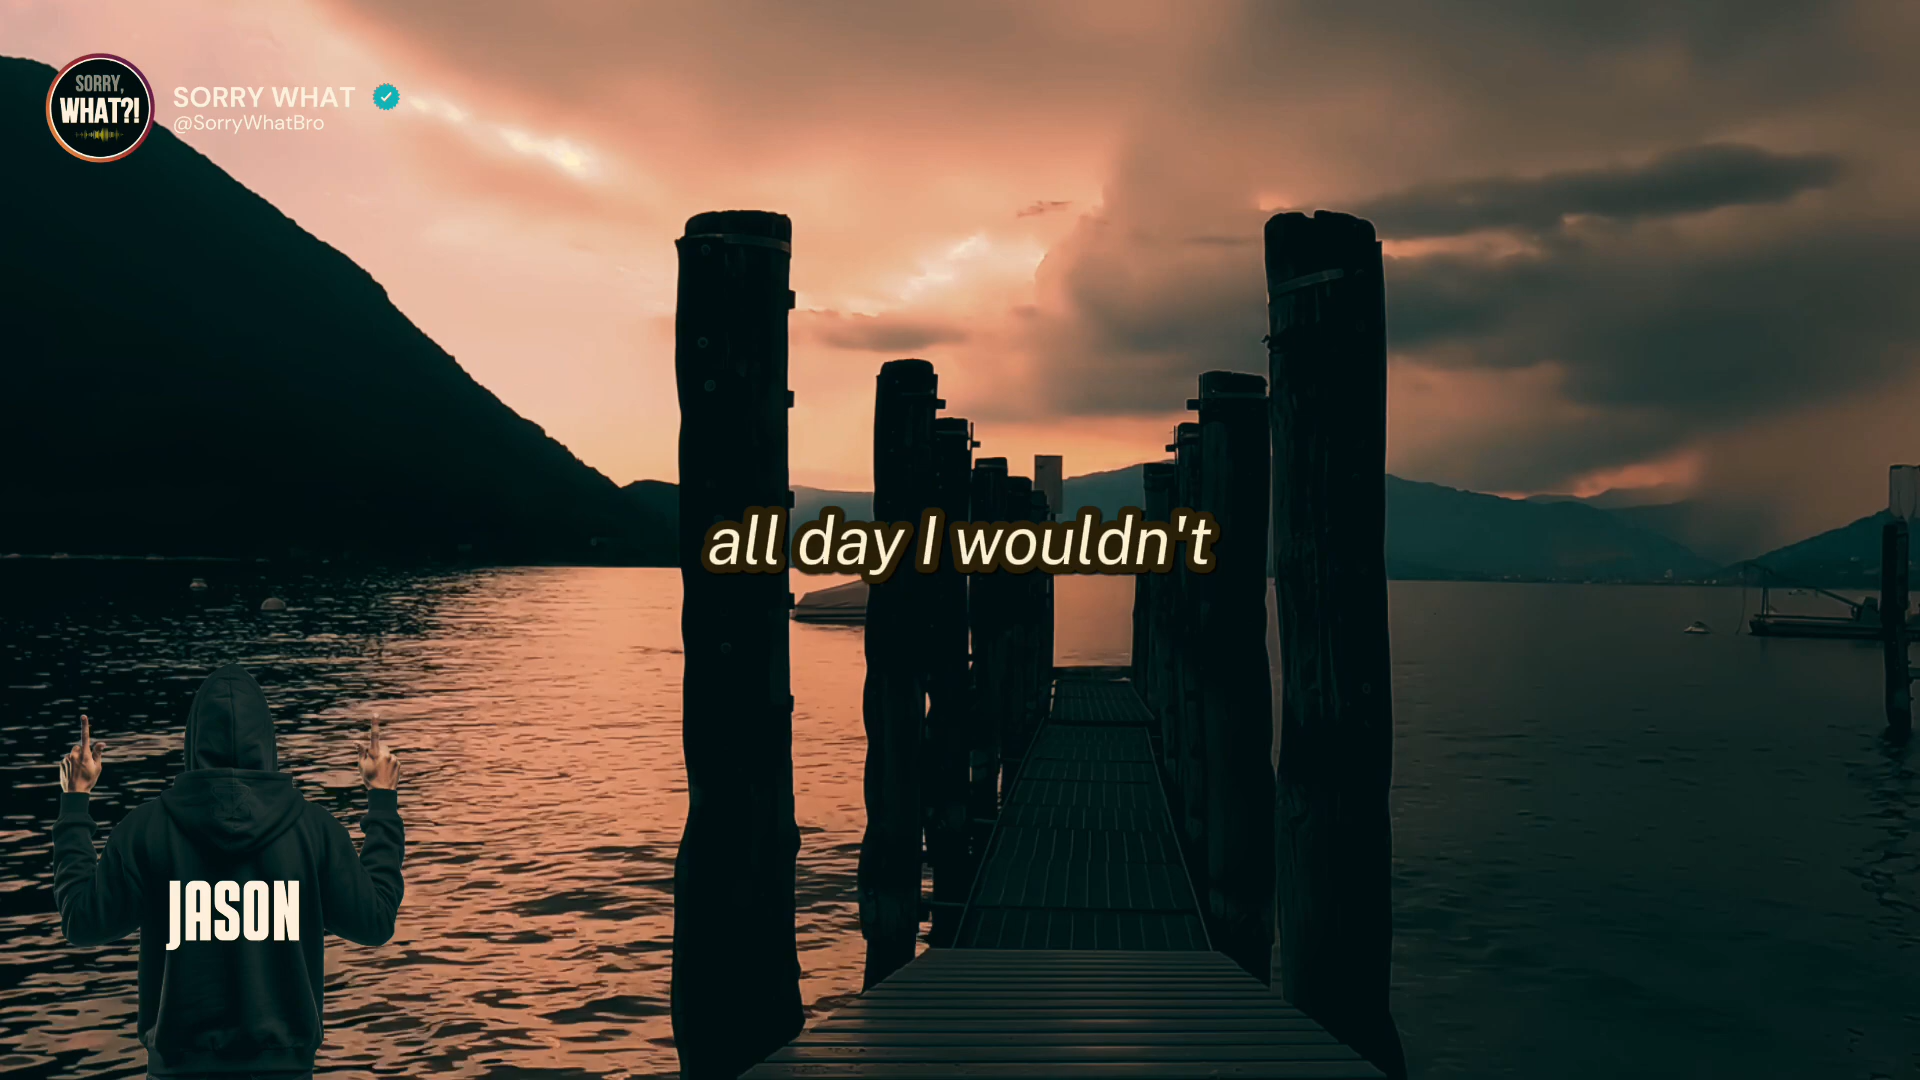 SORRY,
WHAT?!
SORRY WHAT
@SorryWhatBro
all day I wouldn't
JASON